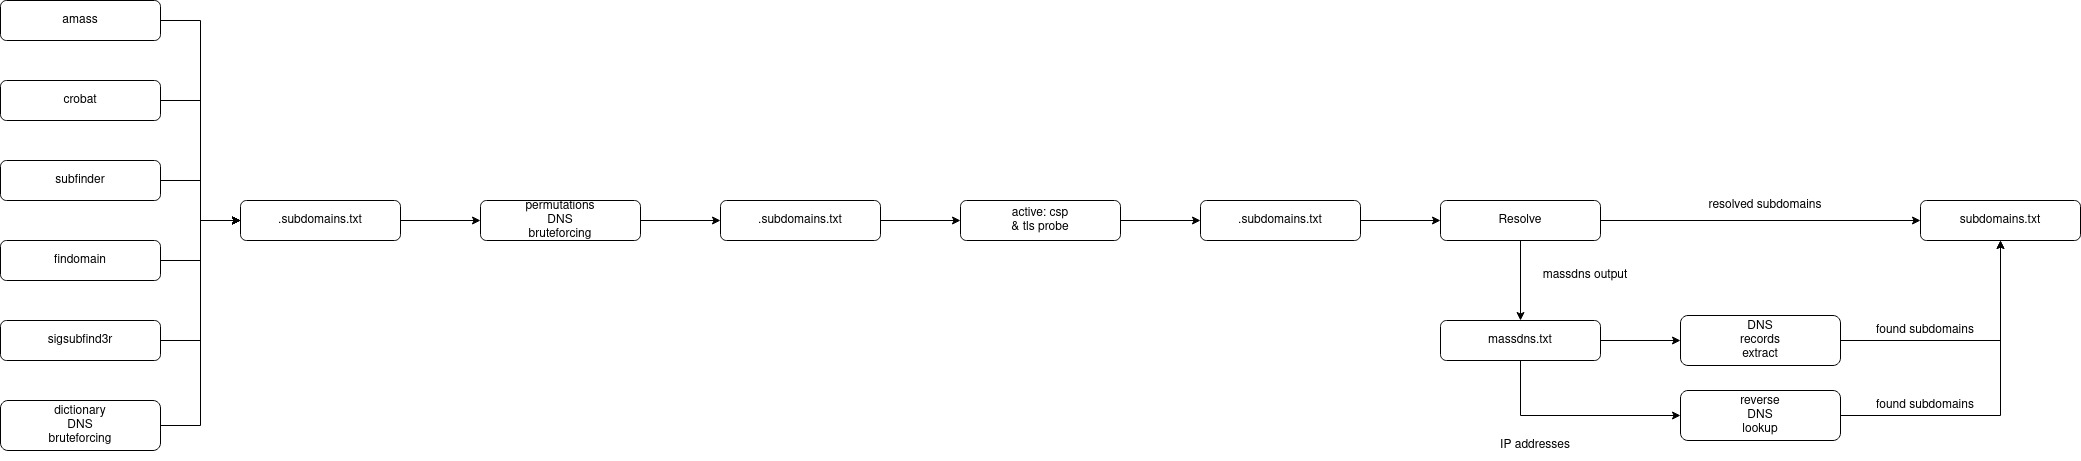 amass
crobat
subfinder
findomain
sigsubfind3r
dictionary
DNS
bruteforcing
.subdomains.txt
permutations
DNS
bruteforcing
.subdomains.txt
active: csp
& tls probe
.subdomains.txt
Resolve
resolved subdomains
subdomains.txt
massdns output
massdns.txt
DNS
records
extract
found subdomains
IP addresses
reverse
DNS
lookup
found subdomains